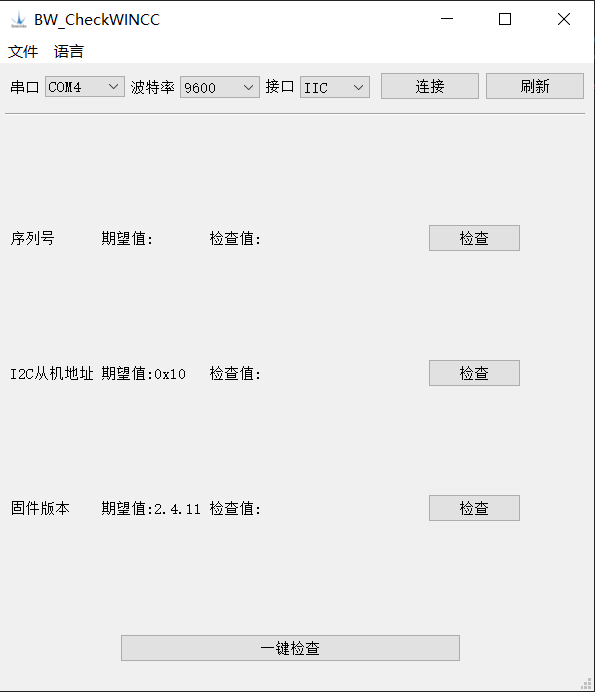 BW_CheckWINCC
文件 语言
串口 COM4 波特率 9600 接口 IIC 连接 刷新
序列号 期望值: 检查值: 检查
I2C从机地址 期望值:0x10 检查值: 检查
固件版本 期望值:2.4.11 检查值: 检查
一键检查